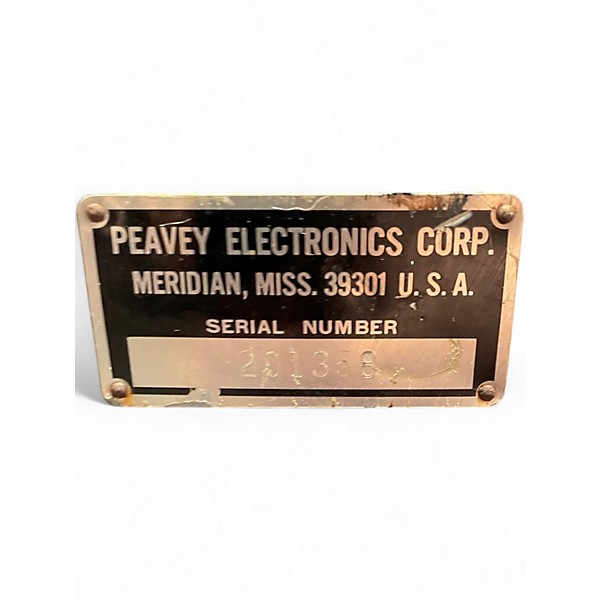 PEAVEY ELECTRONICS CORP.
MERIDIAN, MISS. 39301 U. S. A.
SERIAL NUMBER